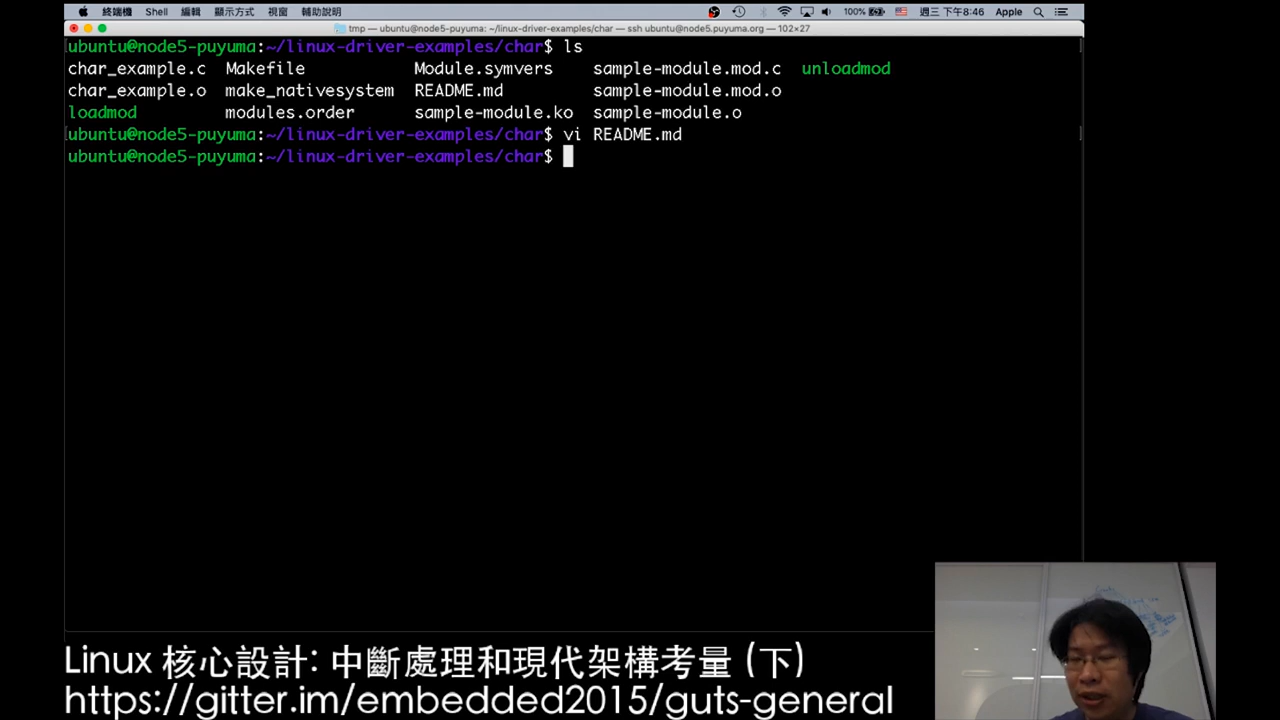 終端機 Shell 編輯 顯示方式 視窗 輔助說明 100% 週三 下午8:46 Apple
tmp — ubuntu@node5-puyuma: ~/linux-driver-examples/char — ssh ubuntu@node5.puyuma.org — 102×27
ubuntu@node5-puyuma:~/linux-driver-examples/char$ ls
char_example.c Makefile Module.symvers sample-module.mod.c unloadmod
char_example.o make_nativesystem README.md sample-module.mod.o
loadmod modules.order sample-module.ko sample-module.o
ubuntu@node5-puyuma:~/linux-driver-examples/char$ vi README.md
ubuntu@node5-puyuma:~/linux-driver-examples/char$
Linux 核心設計: 中斷處理和現代架構考量 (下)
https://gitter.im/embedded2015/guts-general